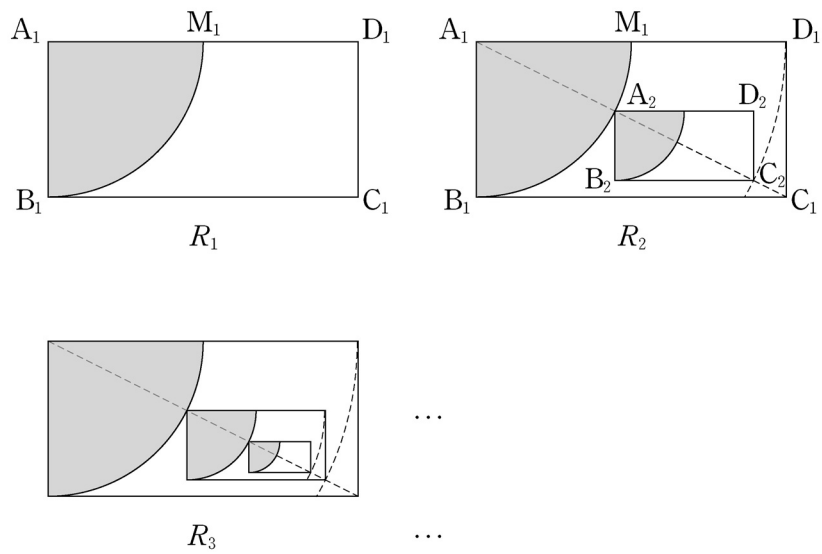 A₁ M₁ D₁
B₁ C₁
R₁
A₁ M₁ D₁
A₂ D₂
B₂ C₂
B₁ C₁
R₂
R₃
...
...